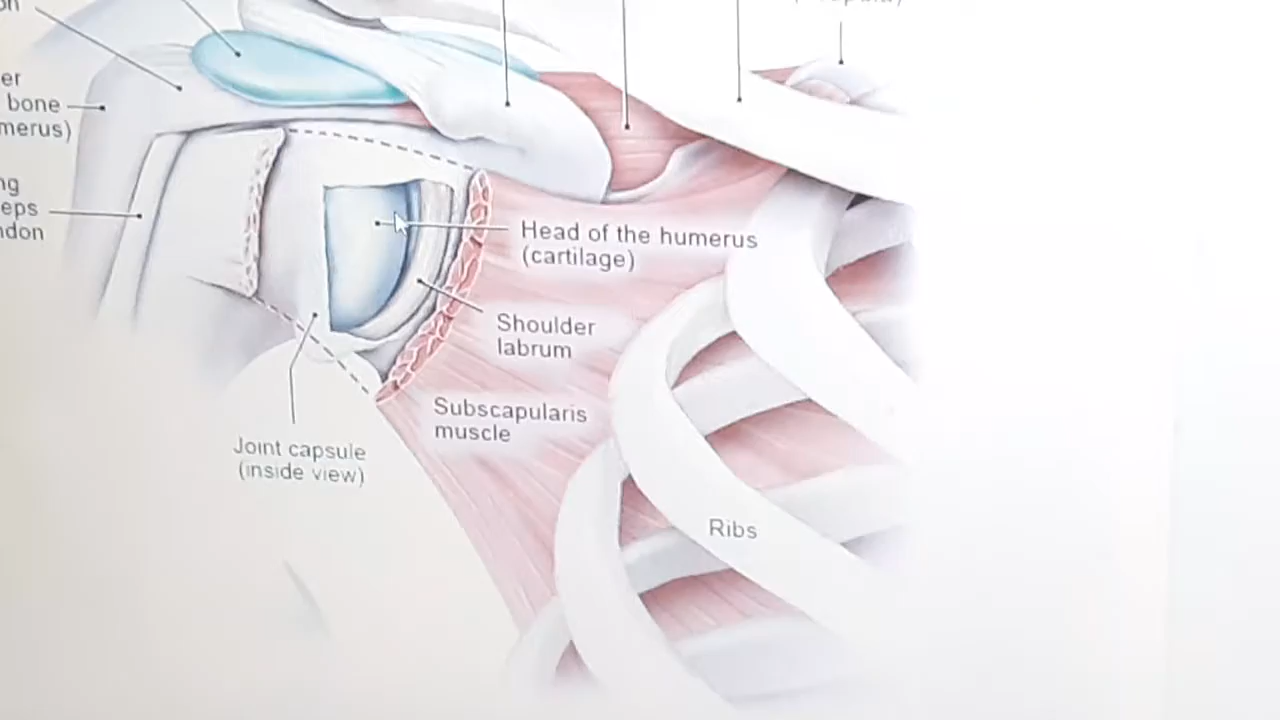 er
bone
merus)
ng
eps
ndon
Head of the humerus
(cartilage)
Shoulder
labrum
Subscapularis
muscle
Joint capsule
(inside view)
Ribs